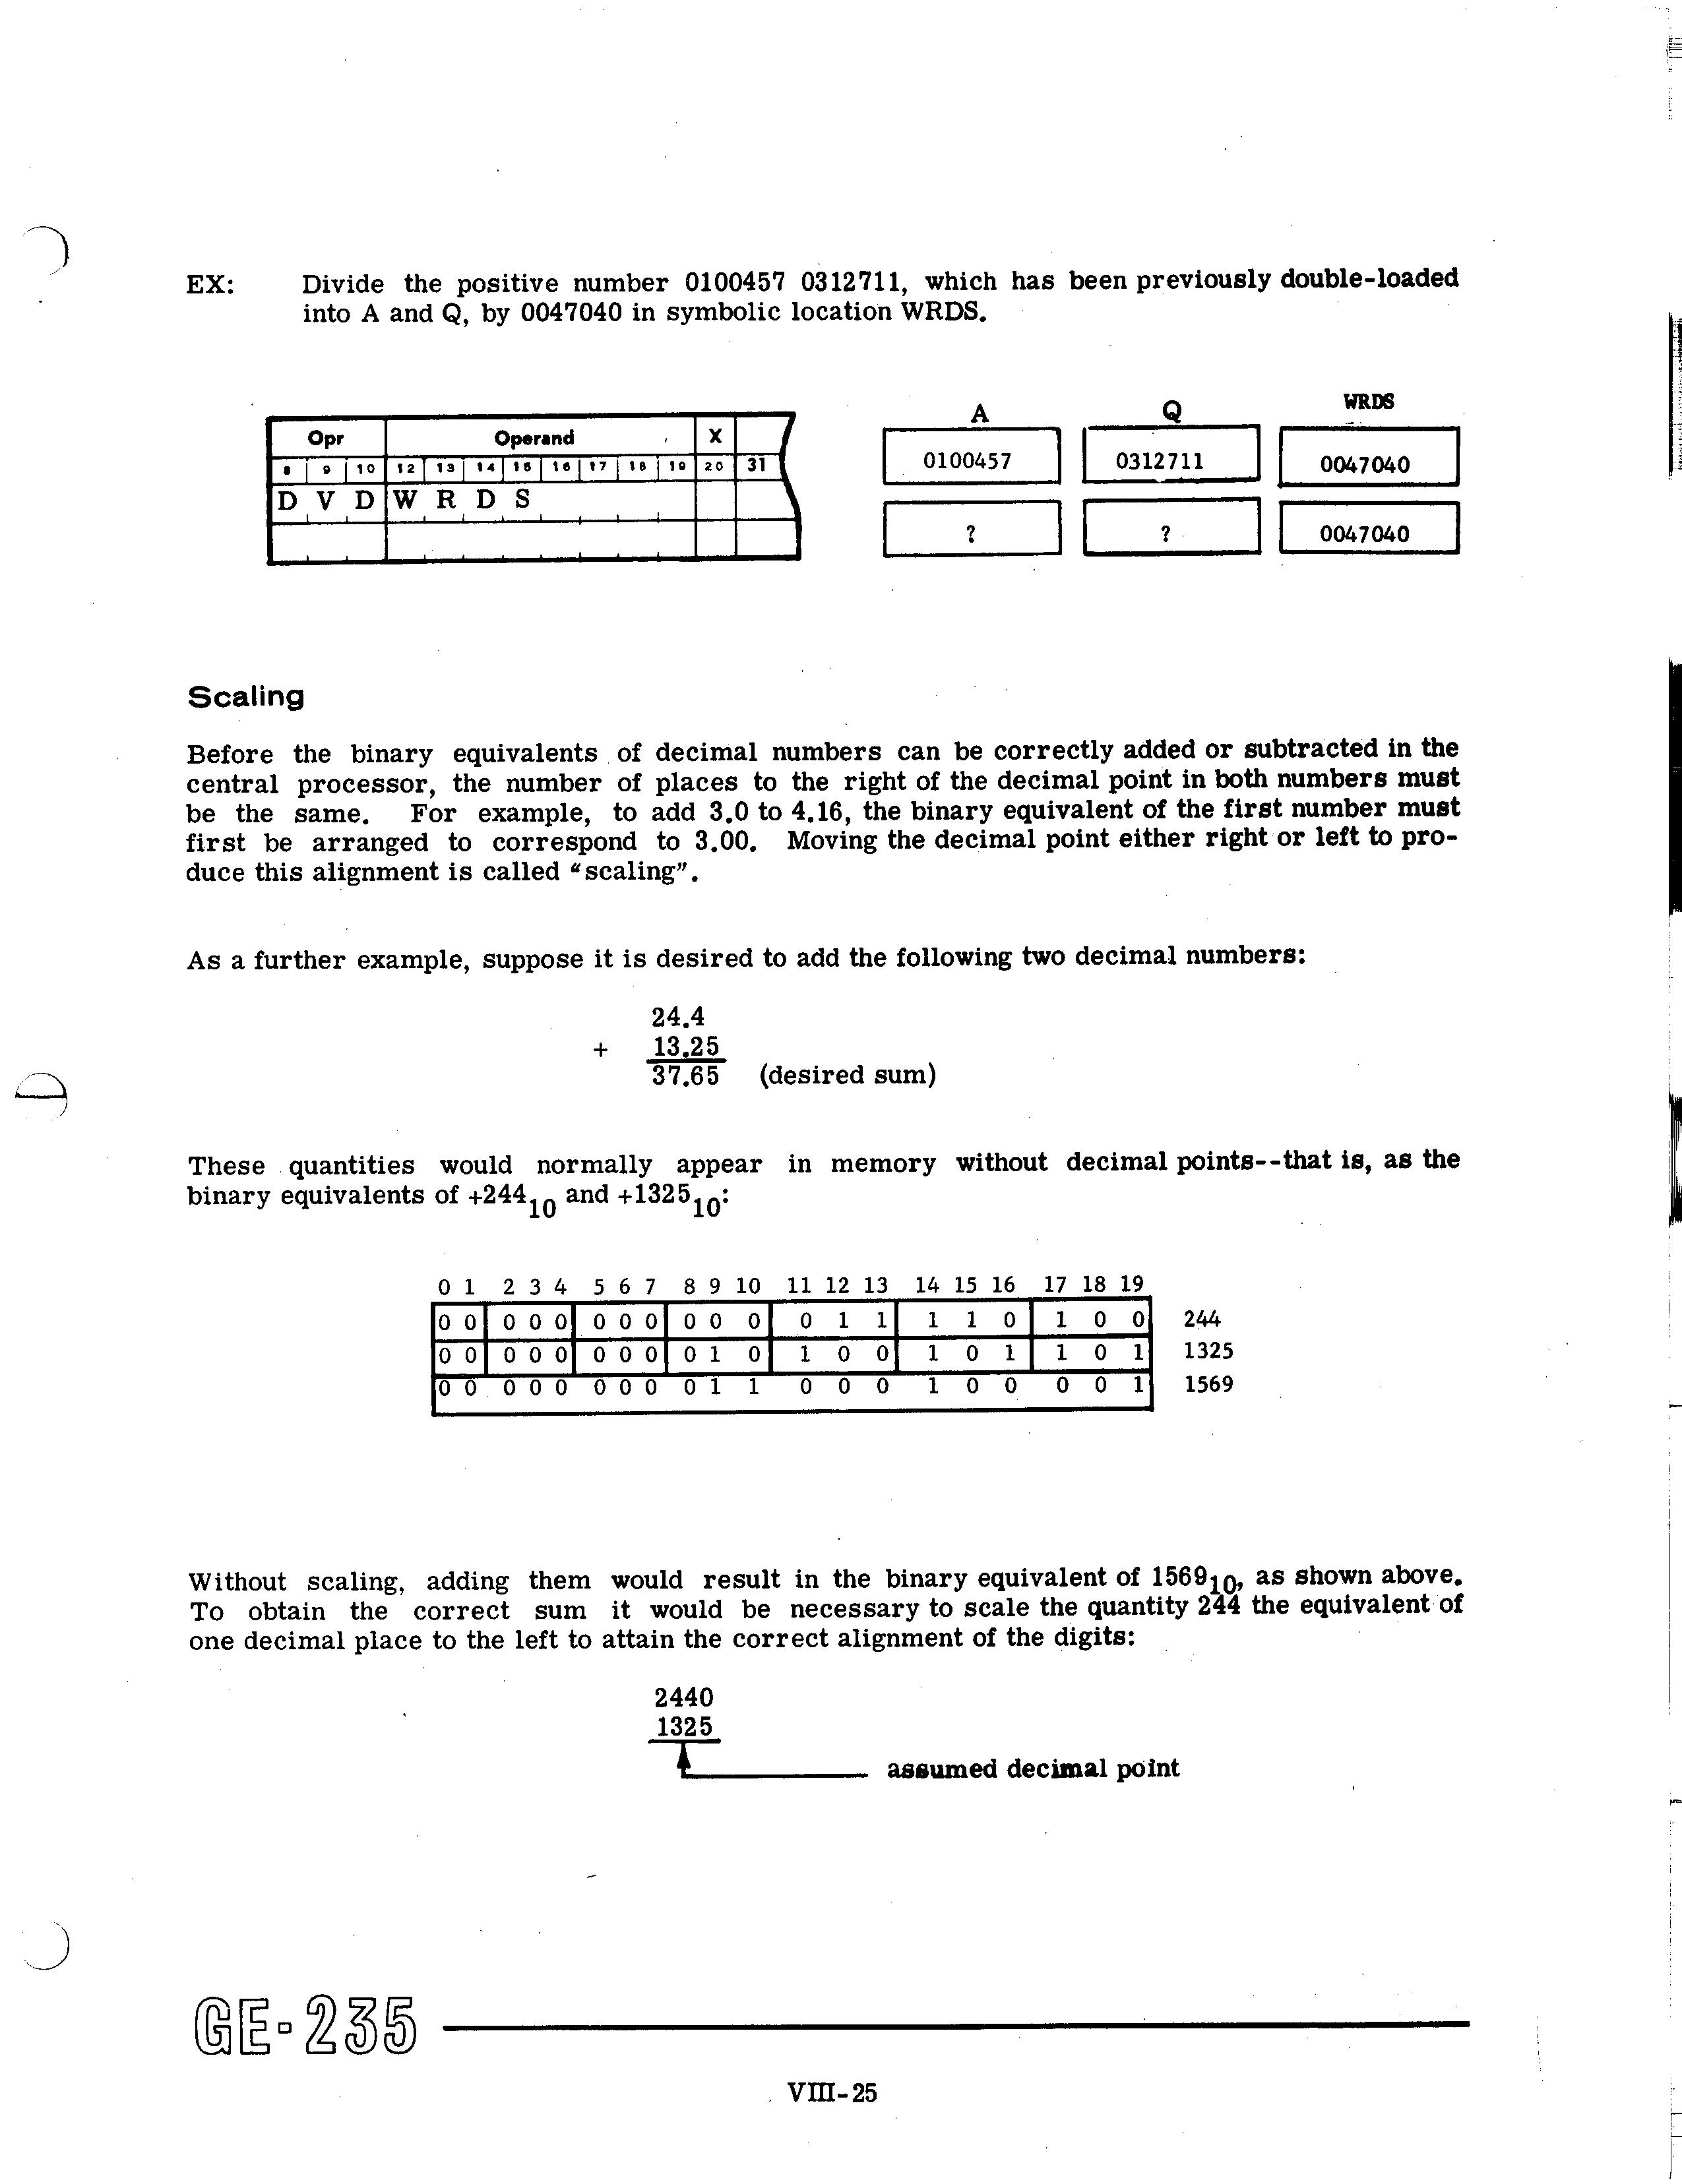 EX: Divide the positive number 0100457 0312711, which has been previously double-loaded
into A and Q, by 0047040 in symbolic location WRDS.
A Q WRDS
Opr Operand X
8 9 10 12 13 14 15 16 17 18 19 20 31
D V D W R D S
0100457 0312711 0047040
? ? 0047040
Scaling
Before the binary equivalents of decimal numbers can be correctly added or subtracted in the
central processor, the number of places to the right of the decimal point in both numbers must
be the same. For example, to add 3.0 to 4.16, the binary equivalent of the first number must
first be arranged to correspond to 3.00. Moving the decimal point either right or left to pro-
duce this alignment is called “scaling”.
As a further example, suppose it is desired to add the following two decimal numbers:
24.4
+ 13.25
37.65 (desired sum)
These quantities would normally appear in memory without decimal points--that is, as the
binary equivalents of +244₁₀ and +1325₁₀:
0 1 2 3 4 5 6 7 8 9 10 11 12 13 14 15 16 17 18 19
0 0 0 0 0 0 0 0 0 0 0 0 1 1 1 1 0 1 0 0 244
0 0 0 0 0 0 0 0 0 1 0 1 0 0 1 0 1 1 0 1 1325
0 0 0 0 0 0 0 0 0 1 1 0 0 0 1 0 0 0 0 1 1569
Without scaling, adding them would result in the binary equivalent of 1569₁₀, as shown above.
To obtain the correct sum it would be necessary to scale the quantity 244 the equivalent of
one decimal place to the left to attain the correct alignment of the digits:
2440
1325
assumed decimal point
GE-235
VIII-25